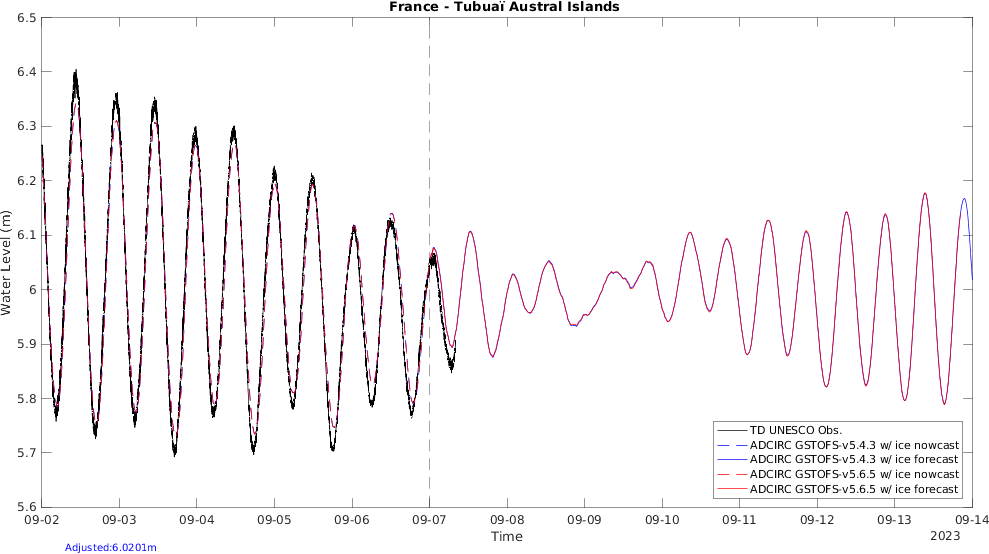 France - Tubuaï Austral Islands
6.5
6.4
6.3
6.2
6.1
6
5.9
5.8
5.7
5.6
Water Level (m)
TD UNESCO Obs.
ADCIRC GSTOFS-v5.4.3 w/ ice nowcast
ADCIRC GSTOFS-v5.4.3 w/ ice forecast
ADCIRC GSTOFS-v5.6.5 w/ ice nowcast
ADCIRC GSTOFS-v5.6.5 w/ ice forecast
09-02 09-03 09-04 09-05 09-06 09-07 09-08 09-09 09-10 09-11 09-12 09-13 09-14
Time
2023
Adjusted:6.0201m